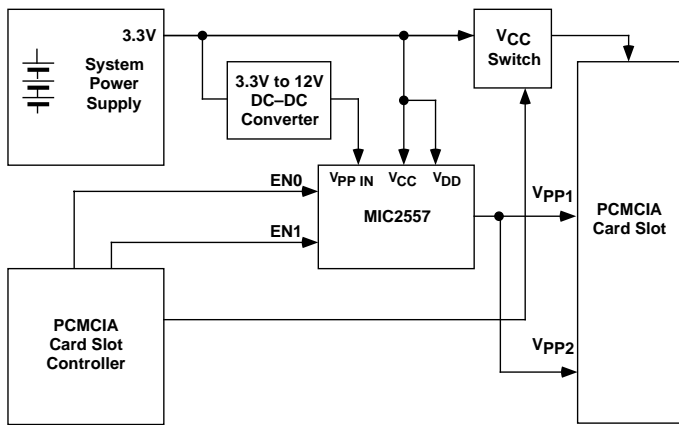 3.3V
System
Power
Supply
VCC
Switch
3.3V to 12V
DC–DC
Converter
VPP IN
VCC
VDD
MIC2557
EN0
EN1
VPP1
PCMCIA
Card Slot
VPP2
PCMCIA
Card Slot
Controller